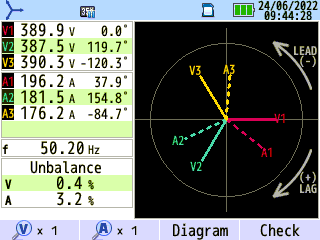 24/06/2022
09:44:28
V1 389.9 V 0.0°
V2 387.5 V 119.7°
V3 390.3 V -120.3°
A1 196.2 A 37.9°
A2 181.5 A 154.8°
A3 176.2 A -84.7°
f 50.20 Hz
Unbalance
V 0.4 %
A 3.2 %
V3 A3
LEAD
(-)
V1
A2
A1
V2
(+)
LAG
V x 1
A x 1
Diagram
Check